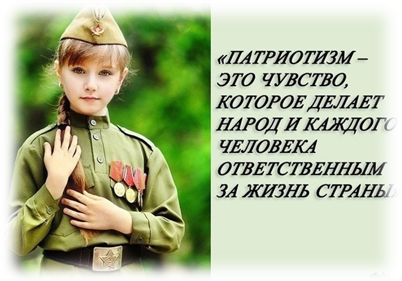 «ПАТРИОТИЗМ –
ЭТО ЧУВСТВО,
КОТОРОЕ ДЕЛАЕТ
НАРОД И КАЖДОГО
ЧЕЛОВЕКА
ОТВЕТСТВЕННЫМ
ЗА ЖИЗНЬ СТРАНЫ»